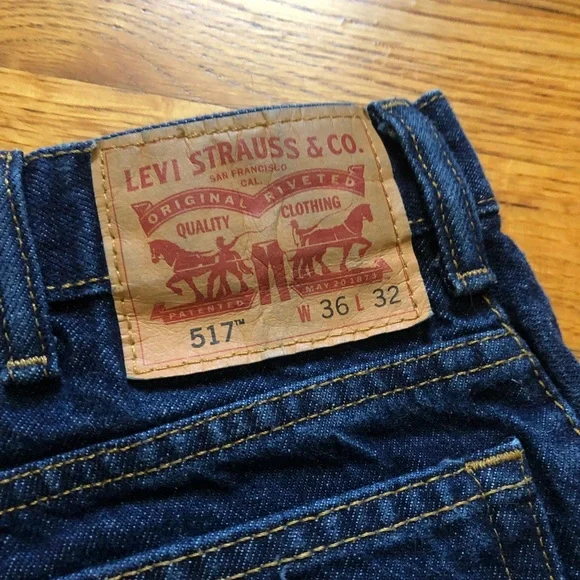 LEVI STRAUSS & CO.
SAN FRANCISCO
CAL.
ORIGINAL RIVETED
QUALITY CLOTHING
PATENTED MAY 20 1873
517™ W 36 L 32